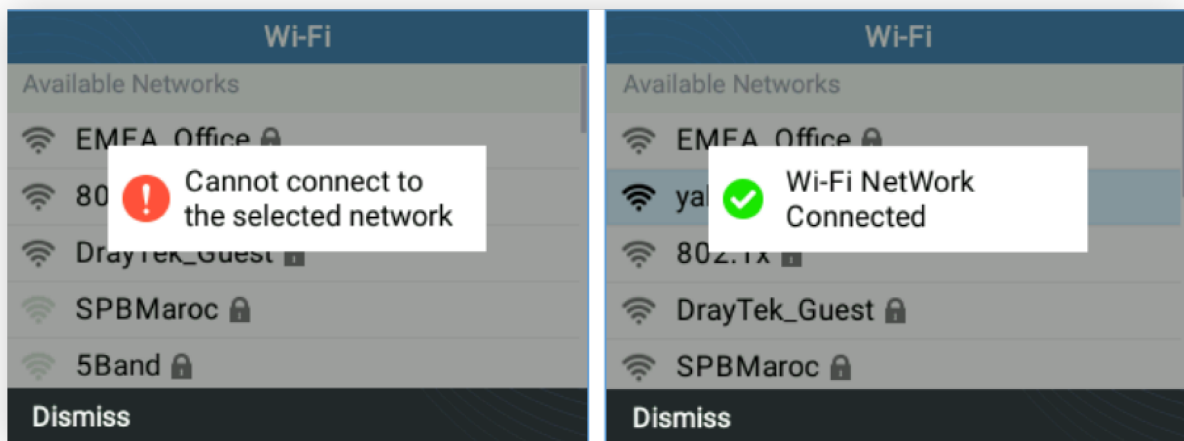 Wi-Fi
Available Networks
EMEA_Office
Cannot connect to
the selected network
80
DrayTek_Guest
SPBMaroc
5Band
Dismiss
Wi-Fi
Available Networks
EMEA_Office
Wi-Fi NetWork
Connected
802.1x
DrayTek_Guest
SPBMaroc
Dismiss